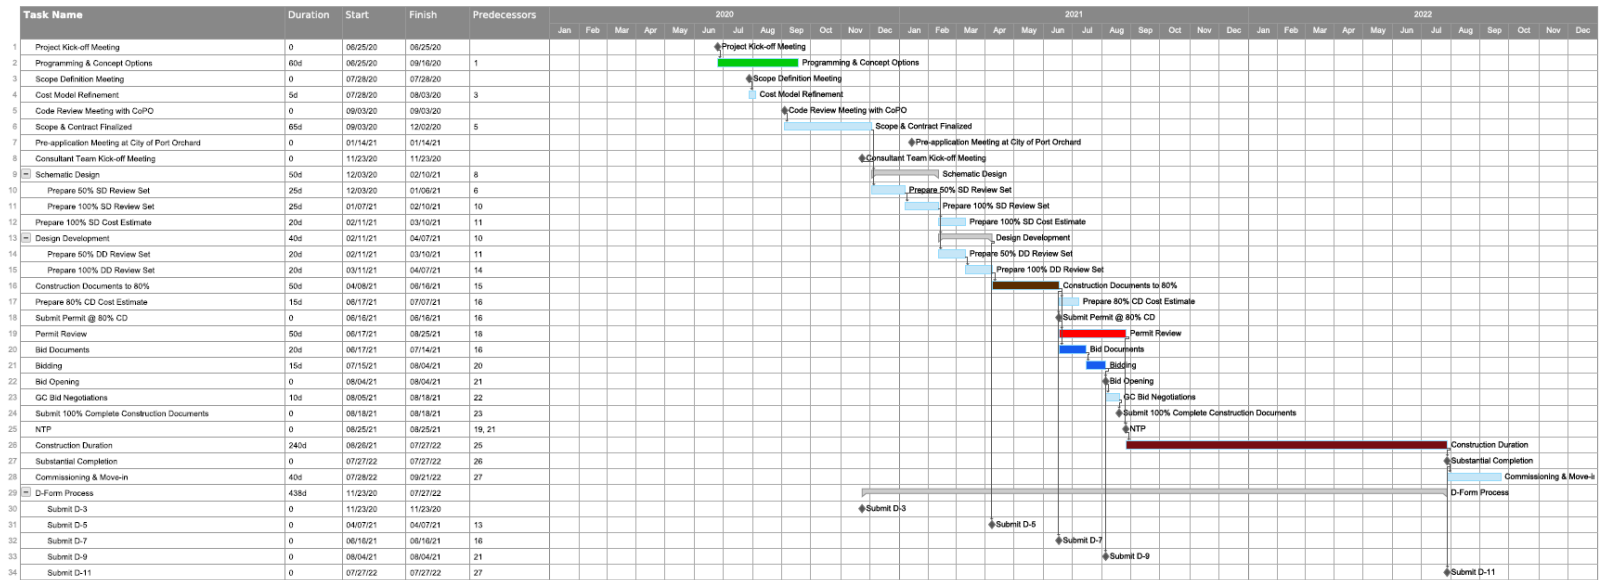 Task Name Duration Start Finish Predecessors 2020 2021 2022
Jan Feb Mar Apr May Jun Jul Aug Sep Oct Nov Dec Jan Feb Mar Apr May Jun Jul Aug Sep Oct Nov Dec Jan Feb Mar Apr May Jun Jul Aug Sep Oct Nov Dec
1 Project Kick-off Meeting 0 06/25/20 06/25/20 Project Kick-off Meeting
2 Programming & Concept Options 60d 06/25/20 09/16/20 1 Programming & Concept Options
3 Scope Definition Meeting 0 07/28/20 07/28/20 Scope Definition Meeting
4 Cost Model Refinement 5d 07/28/20 08/03/20 3 Cost Model Refinement
5 Code Review Meeting with CoPO 0 09/03/20 09/03/20 Code Review Meeting with CoPO
6 Scope & Contract Finalized 65d 09/03/20 12/02/20 5 Scope & Contract Finalized
7 Pre-application Meeting at City of Port Orchard 0 01/14/21 01/14/21 Pre-application Meeting at City of Port Orchard
8 Consultant Team Kick-off Meeting 0 11/23/20 11/23/20 Consultant Team Kick-off Meeting
9 Schematic Design 50d 12/03/20 02/10/21 8 Schematic Design
10 Prepare 50% SD Review Set 25d 12/03/20 01/06/21 6 Prepare 50% SD Review Set
11 Prepare 100% SD Review Set 25d 01/07/21 02/10/21 10 Prepare 100% SD Review Set
12 Prepare 100% SD Cost Estimate 20d 02/11/21 03/10/21 11 Prepare 100% SD Cost Estimate
13 Design Development 40d 02/11/21 04/07/21 10 Design Development
14 Prepare 50% DD Review Set 20d 02/11/21 03/10/21 11 Prepare 50% DD Review Set
15 Prepare 100% DD Review Set 20d 03/11/21 04/07/21 14 Prepare 100% DD Review Set
16 Construction Documents to 80% 50d 04/08/21 06/16/21 15 Construction Documents to 80%
17 Prepare 80% CD Cost Estimate 15d 06/17/21 07/07/21 16 Prepare 80% CD Cost Estimate
18 Submit Permit @ 80% CD 0 06/16/21 06/16/21 16 Submit Permit @ 80% CD
19 Permit Review 50d 06/17/21 08/25/21 18 Permit Review
20 Bid Documents 20d 06/17/21 07/14/21 16 Bid Documents
21 Bidding 15d 07/15/21 08/04/21 20 Bidding
22 Bid Opening 0 08/04/21 08/04/21 21 Bid Opening
23 GC Bid Negotiations 10d 08/05/21 08/18/21 22 GC Bid Negotiations
24 Submit 100% Complete Construction Documents 0 08/18/21 08/18/21 23 Submit 100% Complete Construction Documents
25 NTP 0 08/25/21 08/25/21 19, 21 NTP
26 Construction Duration 240d 08/26/21 07/27/22 25 Construction Duration
27 Substantial Completion 0 07/27/22 07/27/22 26 Substantial Completion
28 Commissioning & Move-in 40d 07/28/22 09/21/22 27 Commissioning & Move-i
29 D-Form Process 438d 11/23/20 07/27/22 D-Form Process
30 Submit D-3 0 11/23/20 11/23/20 Submit D-3
31 Submit D-5 0 04/07/21 04/07/21 13 Submit D-5
32 Submit D-7 0 06/16/21 06/16/21 16 Submit D-7
33 Submit D-9 0 08/04/21 08/04/21 21 Submit D-9
34 Submit D-11 0 07/27/22 07/27/22 27 Submit D-11